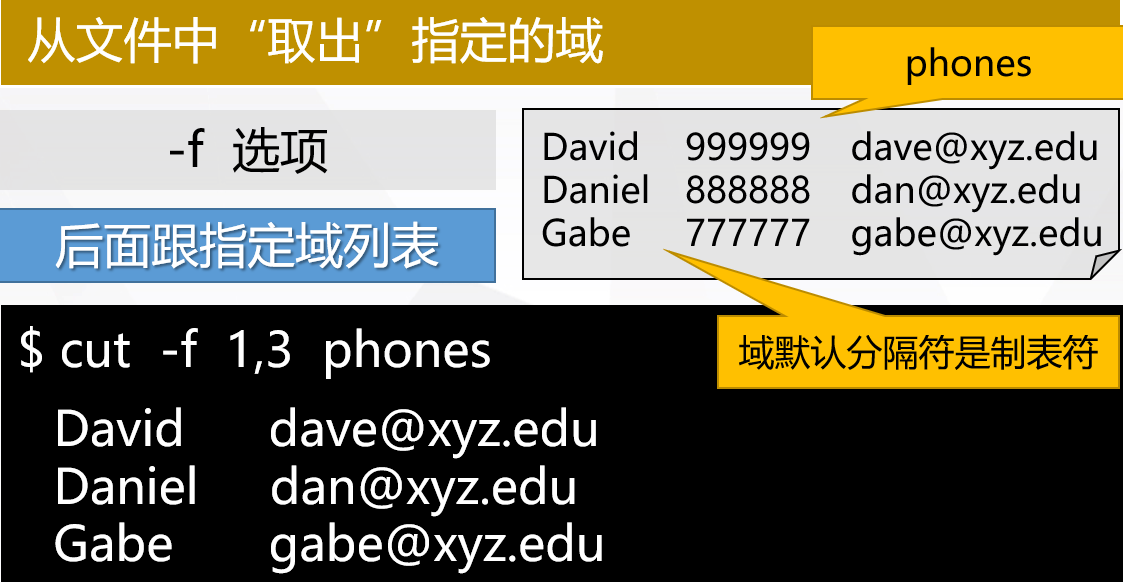 从文件中“取出”指定的域
phones
-f 选项
后面跟指定域列表
David 999999 dave@xyz.edu
Daniel 888888 dan@xyz.edu
Gabe 777777 gabe@xyz.edu
域默认分隔符是制表符
$ cut -f 1,3 phones
David dave@xyz.edu
Daniel dan@xyz.edu
Gabe gabe@xyz.edu